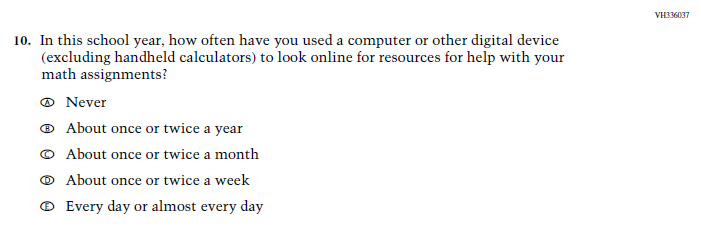 VH336037
10. In this school year, how often have you used a computer or other digital device
(excluding handheld calculators) to look online for resources for help with your
math assignments?
A Never
B About once or twice a year
C About once or twice a month
D About once or twice a week
E Every day or almost every day